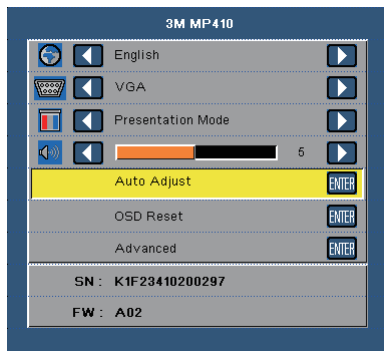 3M MP410
English
VGA
Presentation Mode
5
Auto Adjust ENTER
OSD Reset ENTER
Advanced ENTER
SN : K1F23410200297
FW : A02